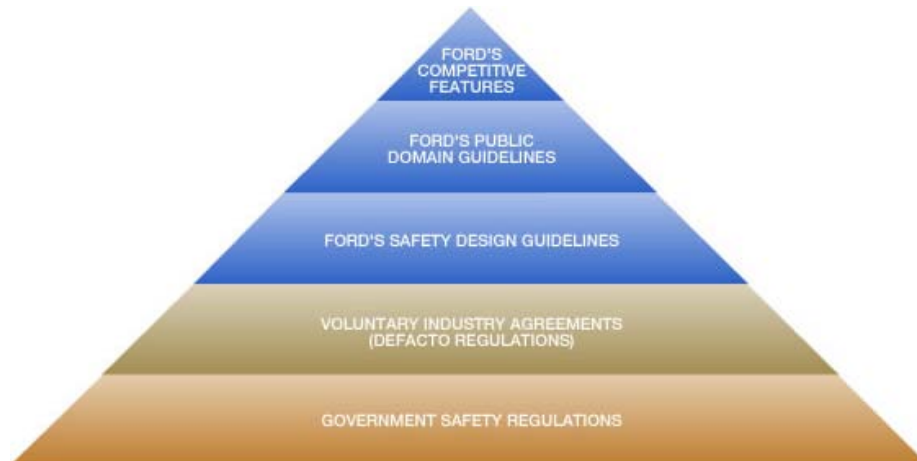 FORD'S
COMPETITIVE
FEATURES
FORD'S PUBLIC
DOMAIN GUIDELINES
FORD'S SAFETY DESIGN GUIDELINES
VOLUNTARY INDUSTRY AGREEMENTS
(DEFACTO REGULATIONS)
GOVERNMENT SAFETY REGULATIONS